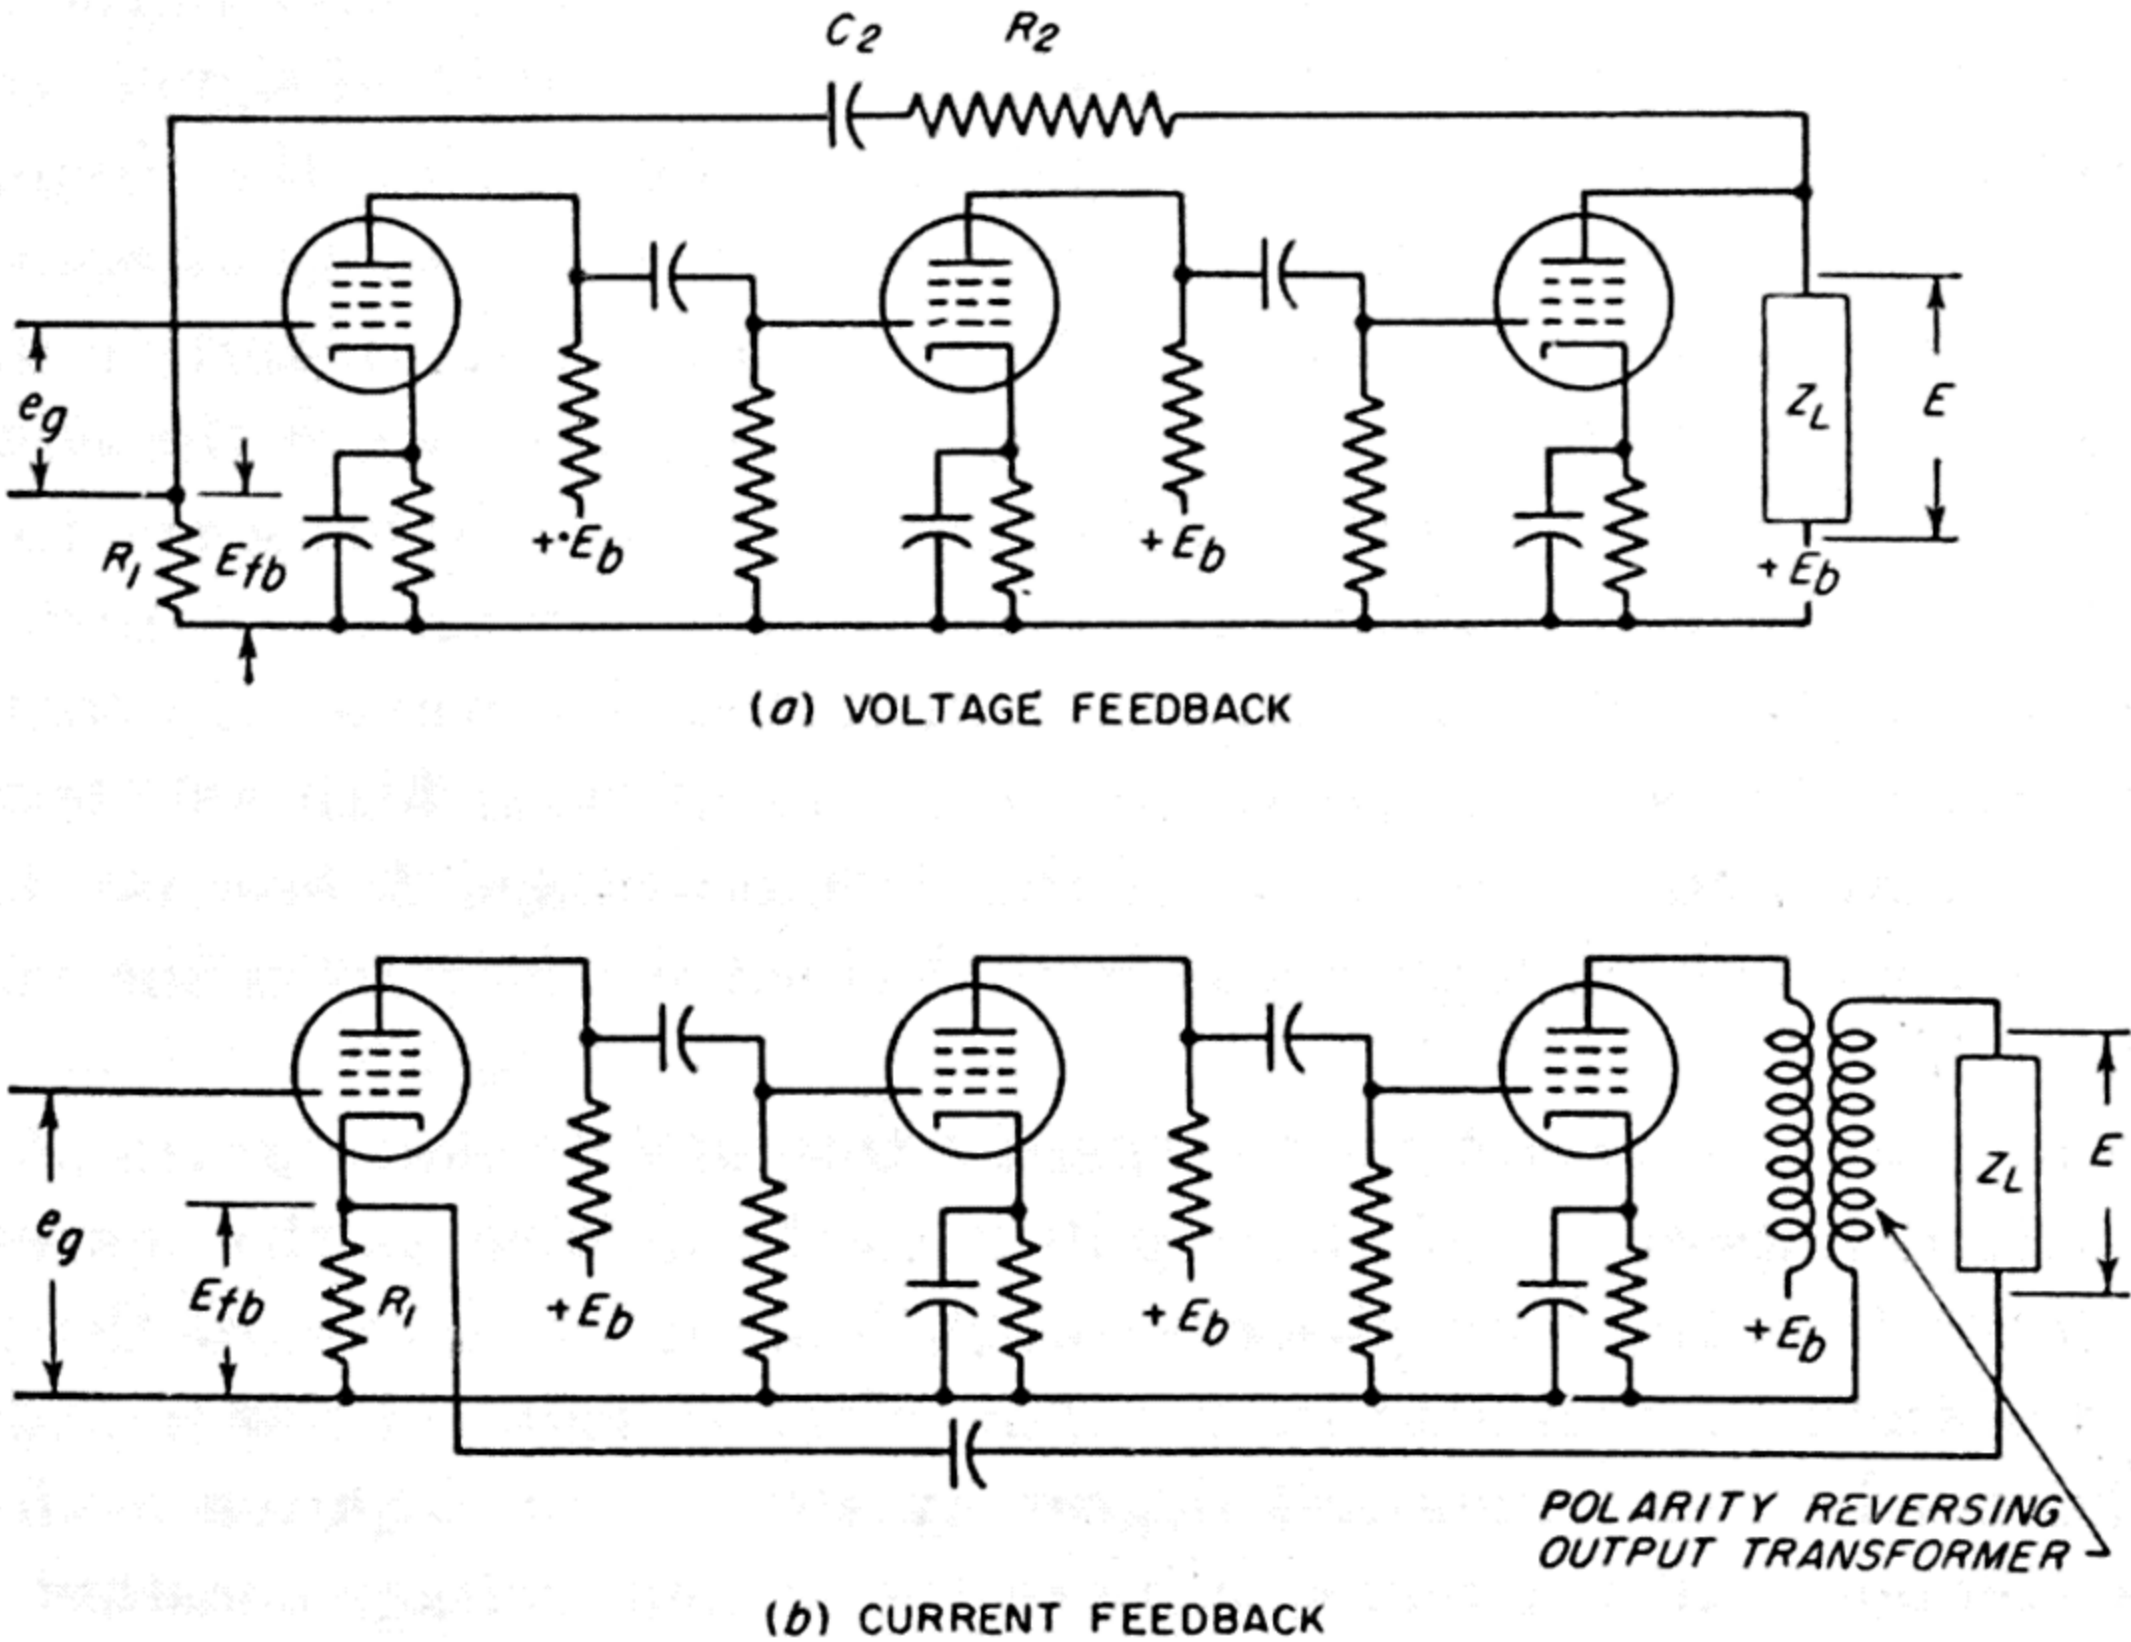 C2 R2
eg
R1 Efb
+Eb
+Eb
ZL
E
+Eb
(a) VOLTAGE FEEDBACK
eg
Efb
R1
+Eb
+Eb
+Eb
ZL
E
POLARITY REVERSING
OUTPUT TRANSFORMER
(b) CURRENT FEEDBACK